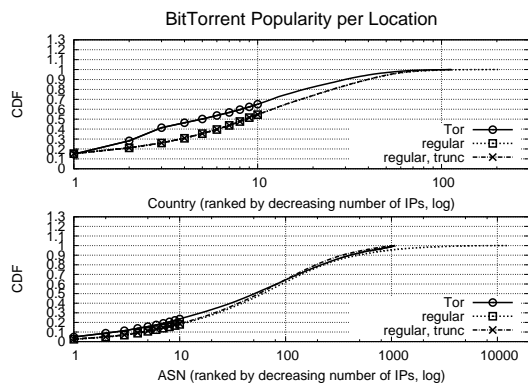 BitTorrent Popularity per Location
1.3
1.2
1.1
1.0
0.9
0.8
0.7
0.6
0.5
0.4
0.3
0.2
0.1
0
CDF
Tor
regular
regular, trunc
1 10 100
Country (ranked by decreasing number of IPs, log)
1.3
1.2
1.1
1.0
0.9
0.8
0.7
0.6
0.5
0.4
0.3
0.2
0.1
0
CDF
Tor
regular
regular, trunc
1 10 100 1000 10000
ASN (ranked by decreasing number of IPs, log)